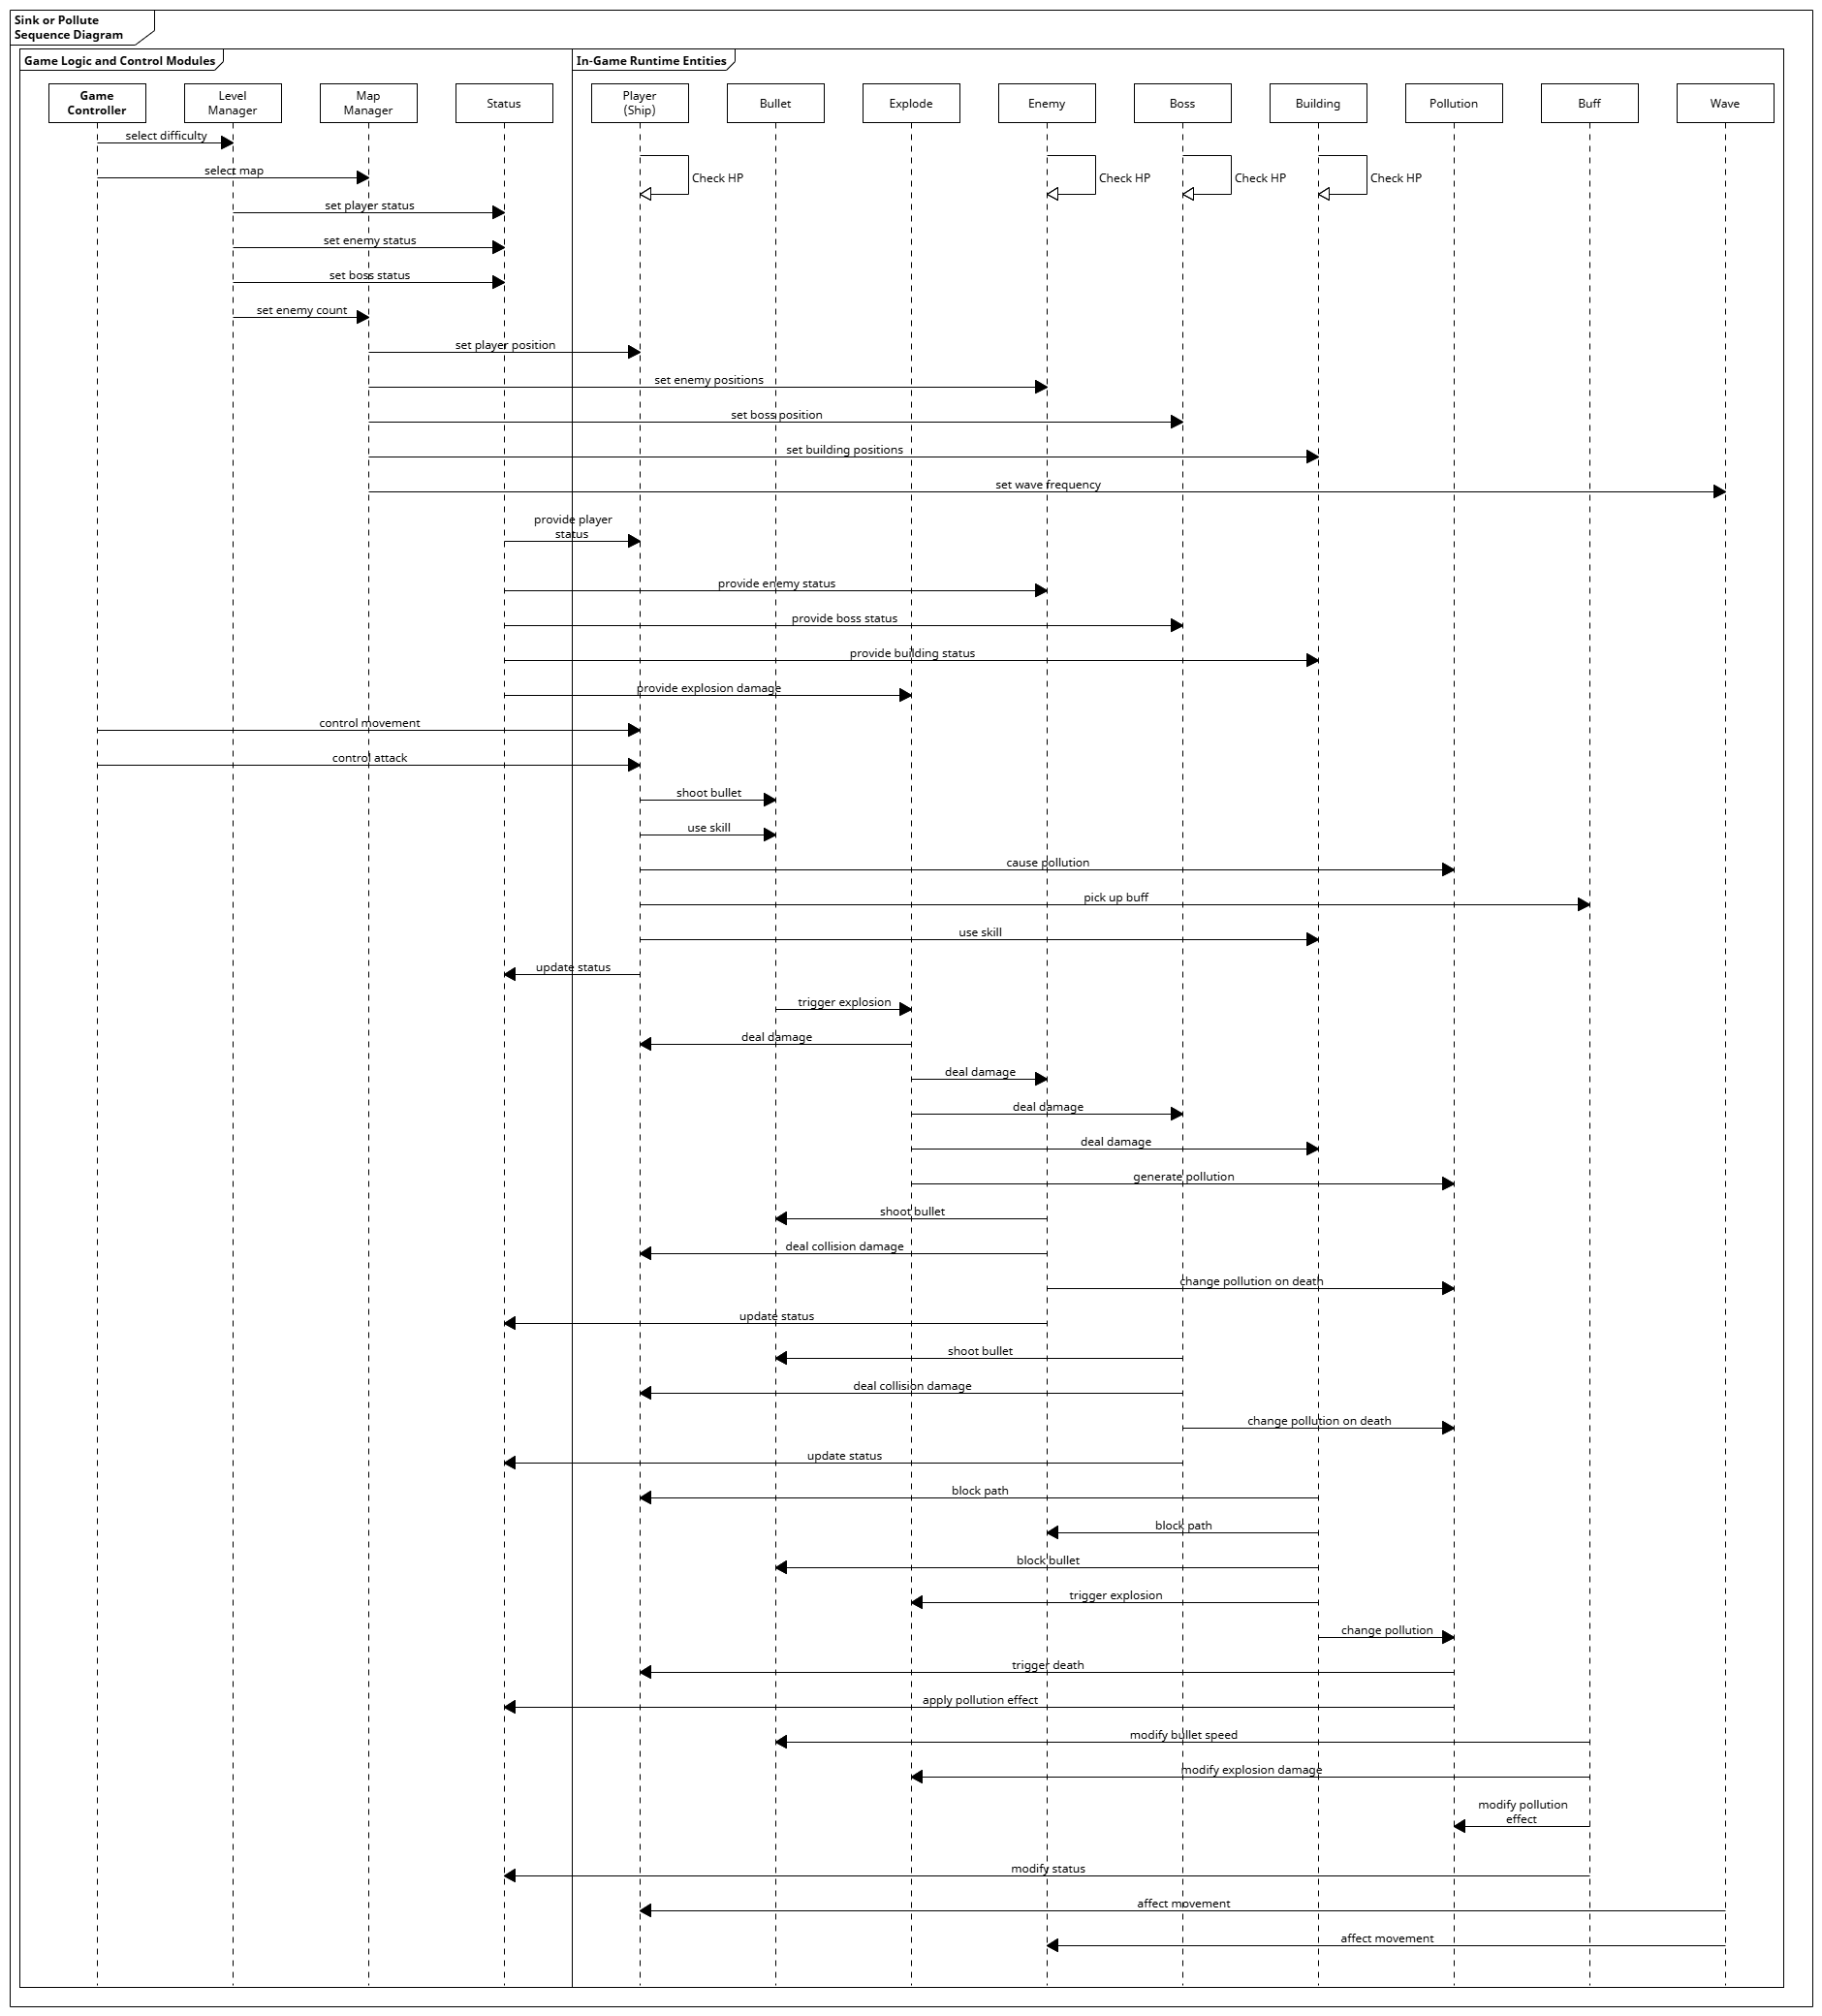 Sink or Pollute
Sequence Diagram
Game Logic and Control Modules
In-Game Runtime Entities
Game
Controller
Level
Manager
Map
Manager
Status
Player
(Ship)
Bullet
Explode
Enemy
Boss
Building
Pollution
Buff
Wave
select difficulty
select map
Check HP
Check HP
Check HP
Check HP
set player status
set enemy status
set boss status
set enemy count
set player position
set enemy positions
set boss position
set building positions
set wave frequency
provide player
status
provide enemy status
provide boss status
provide building status
provide explosion damage
control movement
control attack
shoot bullet
use skill
cause pollution
pick up buff
use skill
update status
trigger explosion
deal damage
deal damage
deal damage
deal damage
generate pollution
shoot bullet
deal collision damage
change pollution on death
update status
shoot bullet
deal collision damage
change pollution on death
update status
block path
block path
block bullet
trigger explosion
change pollution
trigger death
apply pollution effect
modify bullet speed
modify explosion damage
modify pollution
effect
modify status
affect movement
affect movement